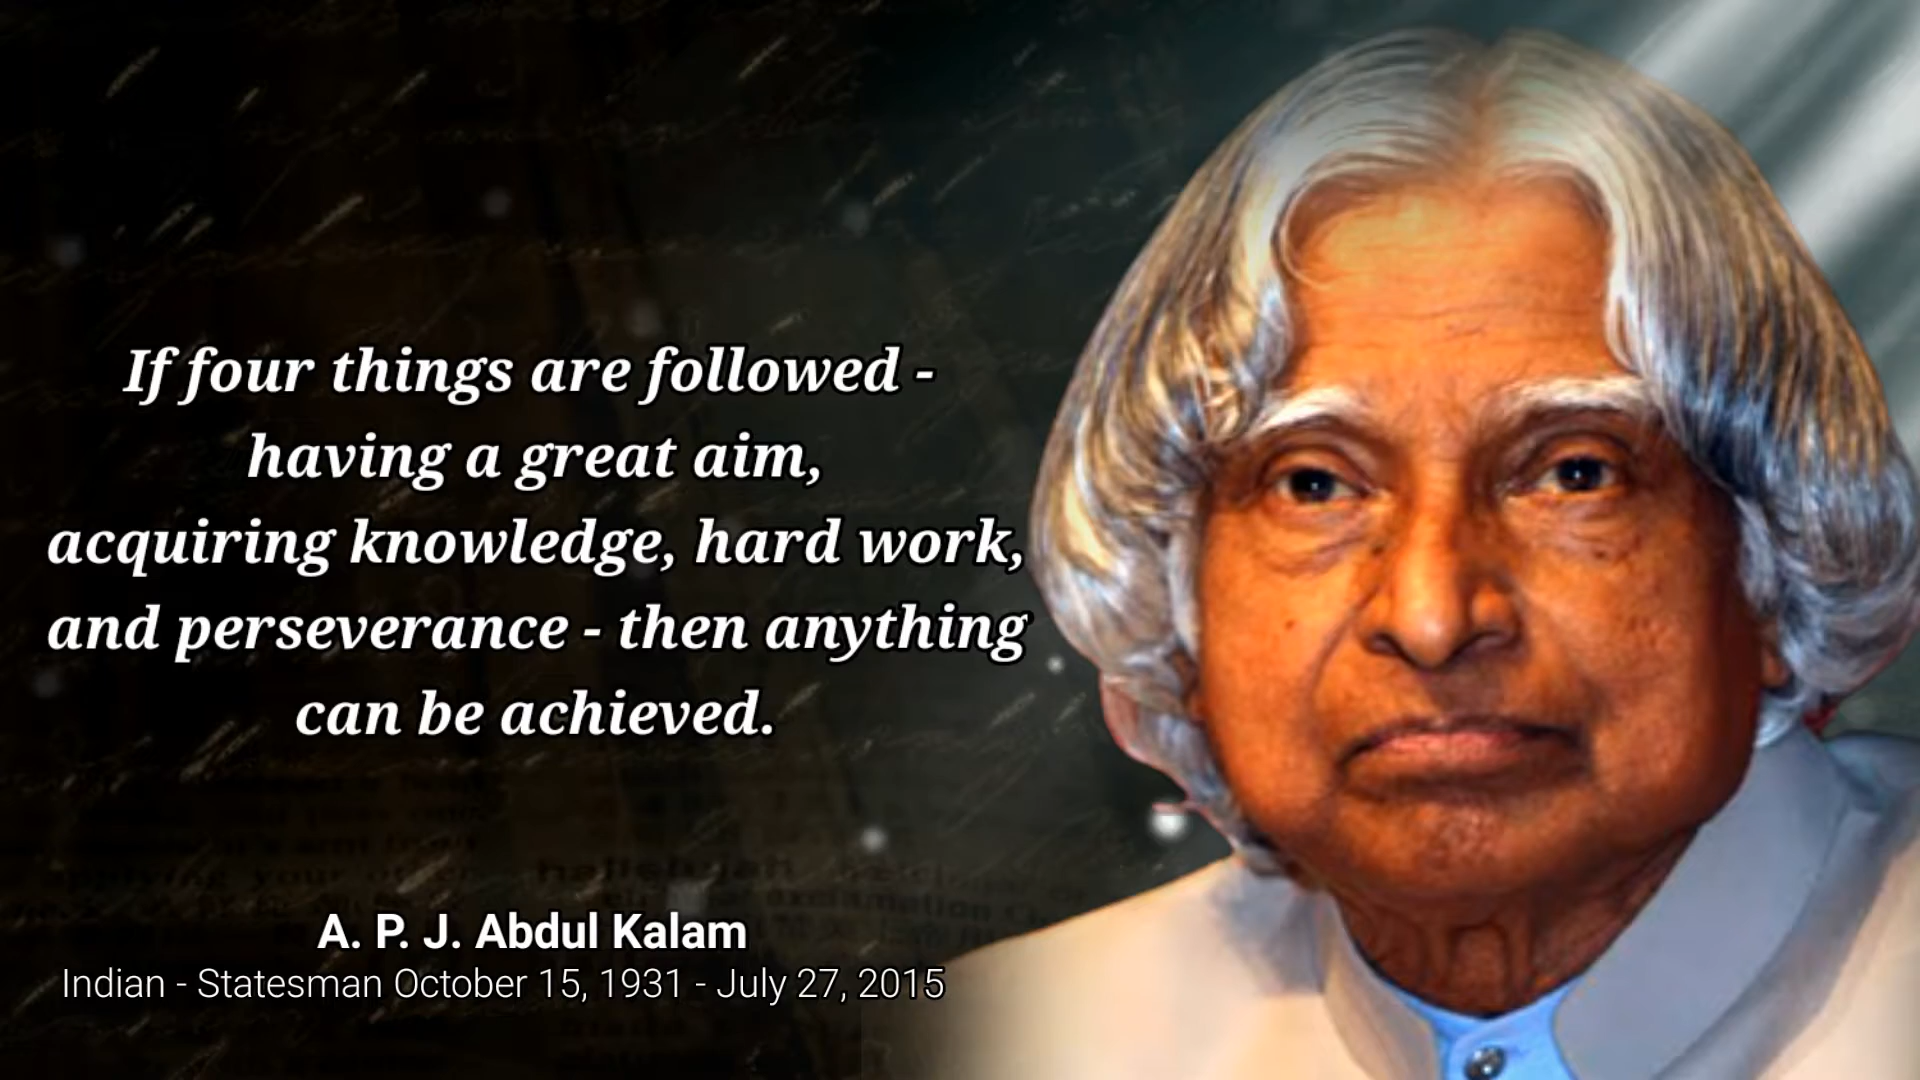 If four things are followed -
having a great aim,
acquiring knowledge, hard work,
and perseverance - then anything
can be achieved.
A. P. J. Abdul Kalam
Indian - Statesman October 15, 1931 - July 27, 2015